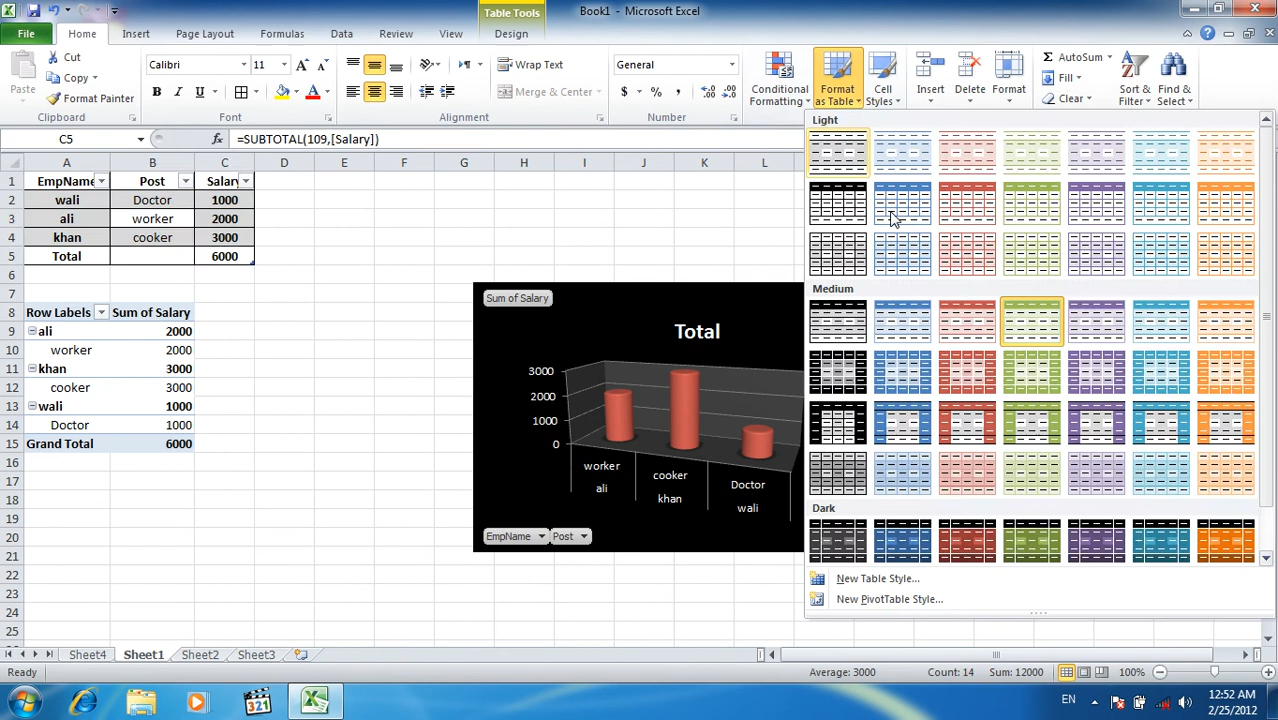 Table Tools
Book1 - Microsoft Excel
File Home Insert Page Layout Formulas Data Review View Design
Paste Cut Copy Format Painter
Clipboard
Calibri 11
Font
Wrap Text
Merge & Center
Alignment
General
$ % ,
Number
Conditional Formatting
Format as Table
Cell Styles
Insert Delete Format
AutoSum
Fill
Clear
Sort & Filter
Find & Select
C5 fx =SUBTOTAL(109,[Salary])
A B C D E F G H I J K L
1 EmpName Post Salary
2 wali Doctor 1000
3 ali worker 2000
4 khan cooker 3000
5 Total 6000
6
7
8 Row Labels Sum of Salary
9 ali 2000
10 worker 2000
11 khan 3000
12 cooker 3000
13 wali 1000
14 Doctor 1000
15 Grand Total 6000
16
17
18
19
20
21
22
23
24
25
Sum of Salary
Total
3000
2000
1000
0
worker cooker Doctor
ali khan wali
EmpName Post
Light
Medium
Dark
New Table Style...
New PivotTable Style...
Sheet4 Sheet1 Sheet2 Sheet3
Ready Average: 3000 Count: 14 Sum: 12000 100%
321
EN
12:52 AM
2/25/2012